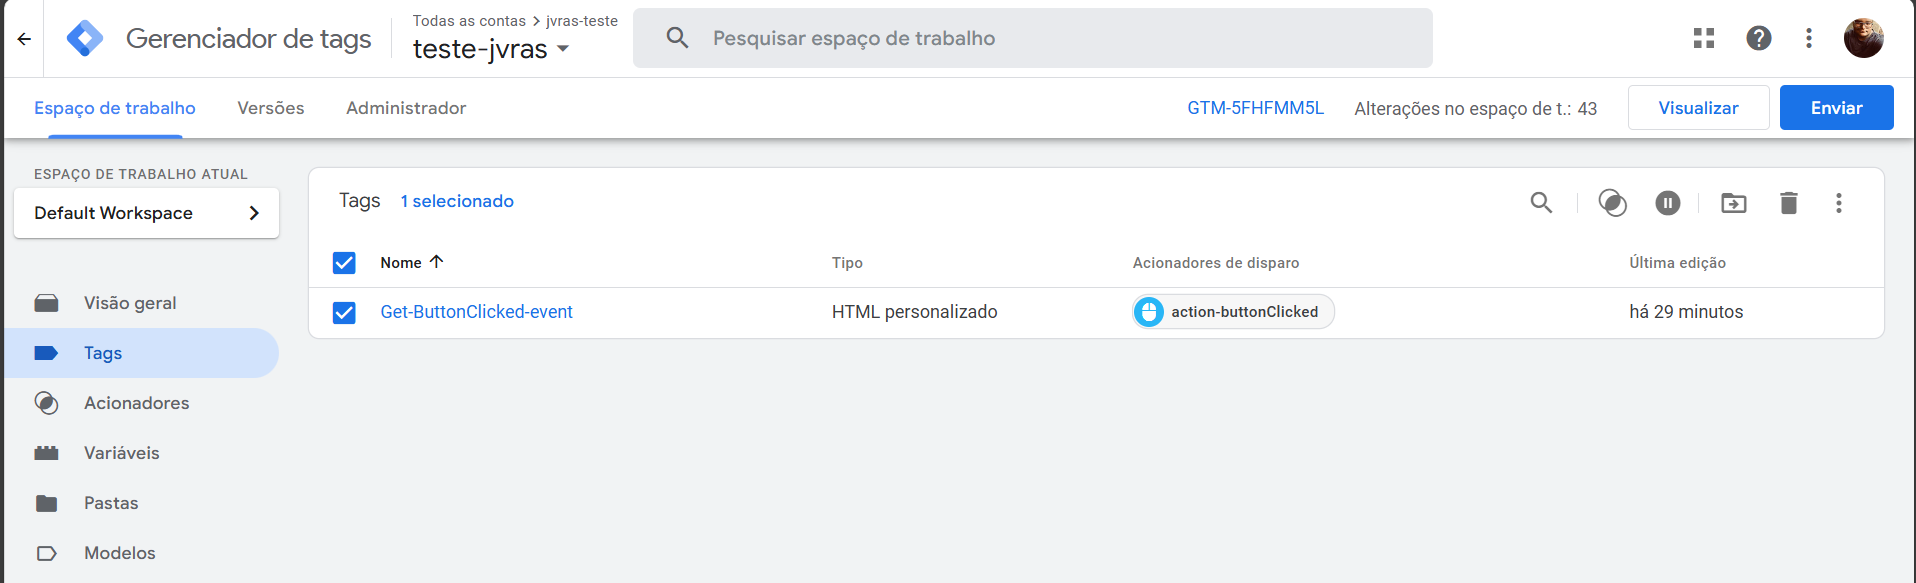 Gerenciador de tags
Todas as contas > jvras-teste
teste-jvras
Pesquisar espaço de trabalho
Espaço de trabalho
Versões
Administrador
GTM-5FHFMM5L
Alterações no espaço de t.: 43
Visualizar
Enviar
ESPAÇO DE TRABALHO ATUAL
Default Workspace
Visão geral
Tags
Acionadores
Variáveis
Pastas
Modelos
Tags 1 selecionado
Nome Tipo Acionadores de disparo Última edição
Get-ButtonClicked-event HTML personalizado action-buttonClicked há 29 minutos